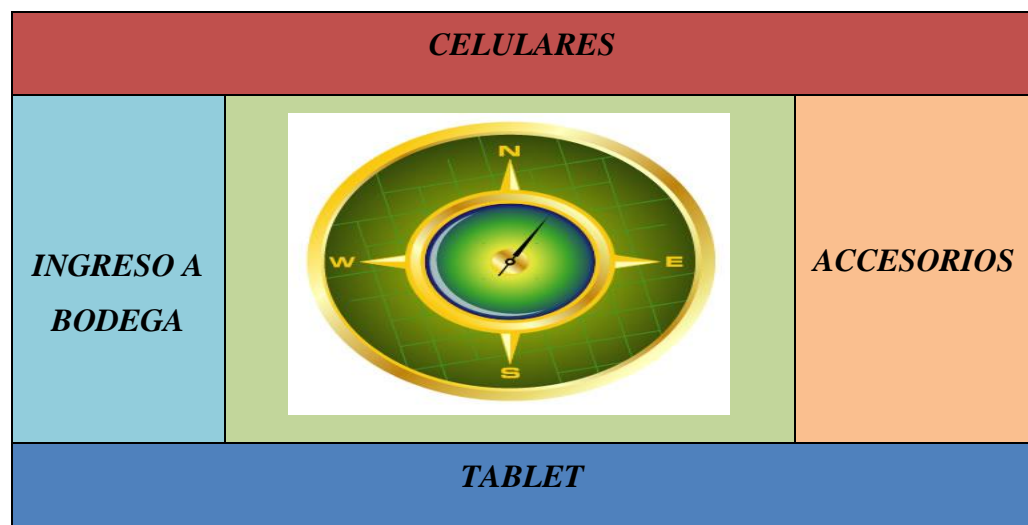 CELULARES
N
W
E
S
INGRESO A
BODEGA
ACCESORIOS
TABLET